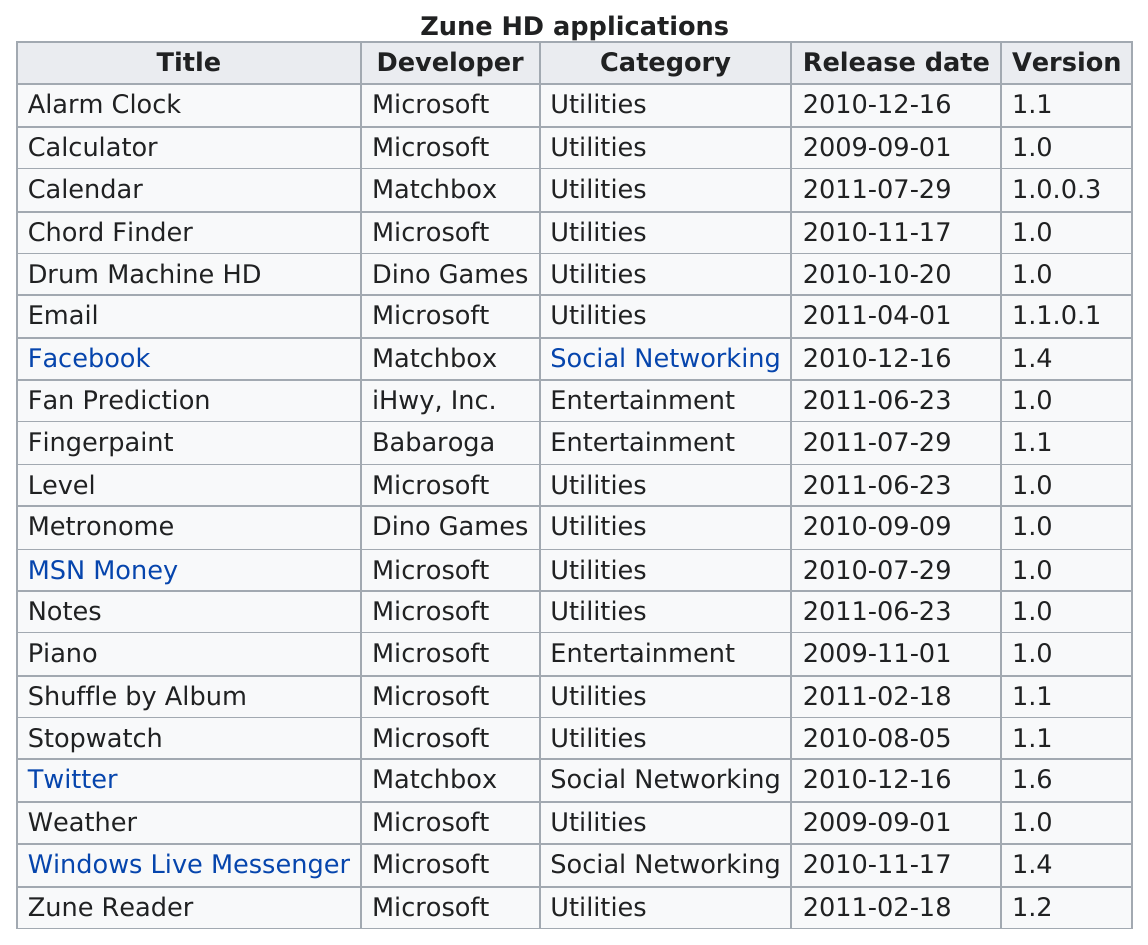 Zune HD applications
Title Developer Category Release date Version
Alarm Clock Microsoft Utilities 2010-12-16 1.1
Calculator Microsoft Utilities 2009-09-01 1.0
Calendar Matchbox Utilities 2011-07-29 1.0.0.3
Chord Finder Microsoft Utilities 2010-11-17 1.0
Drum Machine HD Dino Games Utilities 2010-10-20 1.0
Email Microsoft Utilities 2011-04-01 1.1.0.1
Facebook Matchbox Social Networking 2010-12-16 1.4
Fan Prediction iHwy, Inc. Entertainment 2011-06-23 1.0
Fingerpaint Babaroga Entertainment 2011-07-29 1.1
Level Microsoft Utilities 2011-06-23 1.0
Metronome Dino Games Utilities 2010-09-09 1.0
MSN Money Microsoft Utilities 2010-07-29 1.0
Notes Microsoft Utilities 2011-06-23 1.0
Piano Microsoft Entertainment 2009-11-01 1.0
Shuffle by Album Microsoft Utilities 2011-02-18 1.1
Stopwatch Microsoft Utilities 2010-08-05 1.1
Twitter Matchbox Social Networking 2010-12-16 1.6
Weather Microsoft Utilities 2009-09-01 1.0
Windows Live Messenger Microsoft Social Networking 2010-11-17 1.4
Zune Reader Microsoft Utilities 2011-02-18 1.2